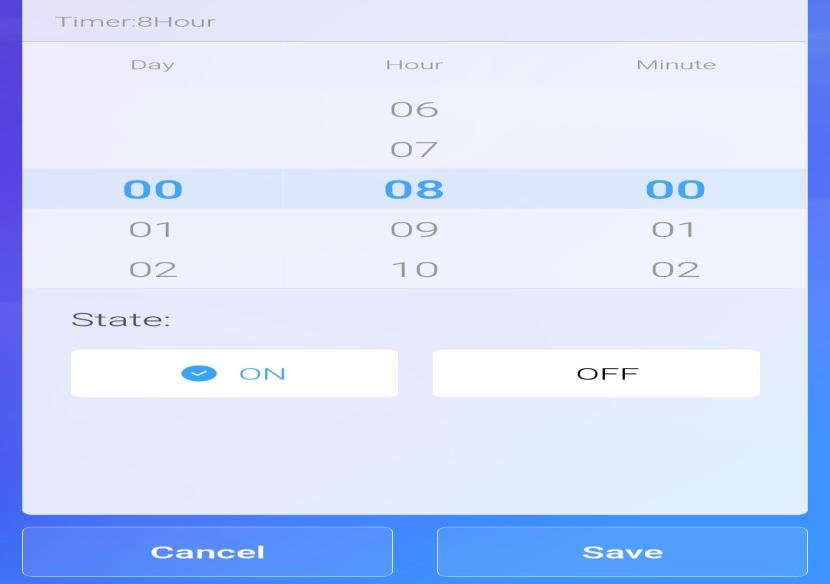 Timer:8Hour
Day Hour Minute
06
07
00 08 00
01 09 01
02 10 02
State:
ON OFF
Cancel Save